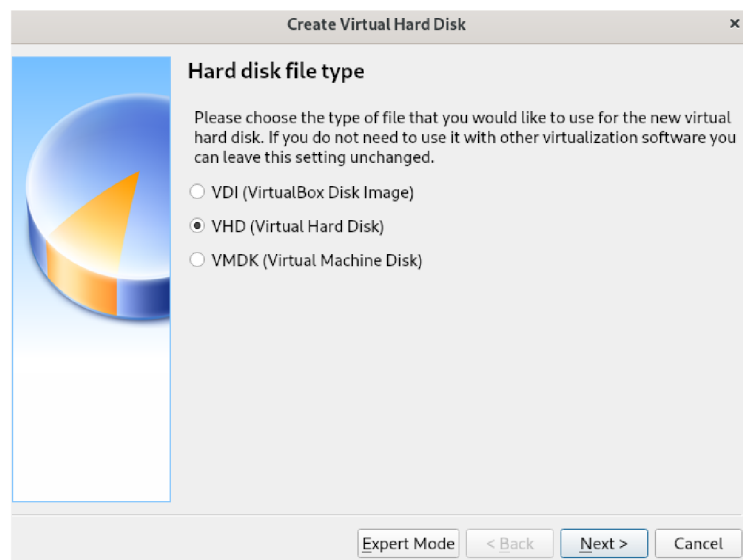 Create Virtual Hard Disk
×
Hard disk file type
Please choose the type of file that you would like to use for the new virtual
hard disk. If you do not need to use it with other virtualization software you
can leave this setting unchanged.
VDI (VirtualBox Disk Image)
VHD (Virtual Hard Disk)
VMDK (Virtual Machine Disk)
Expert Mode < Back Next > Cancel